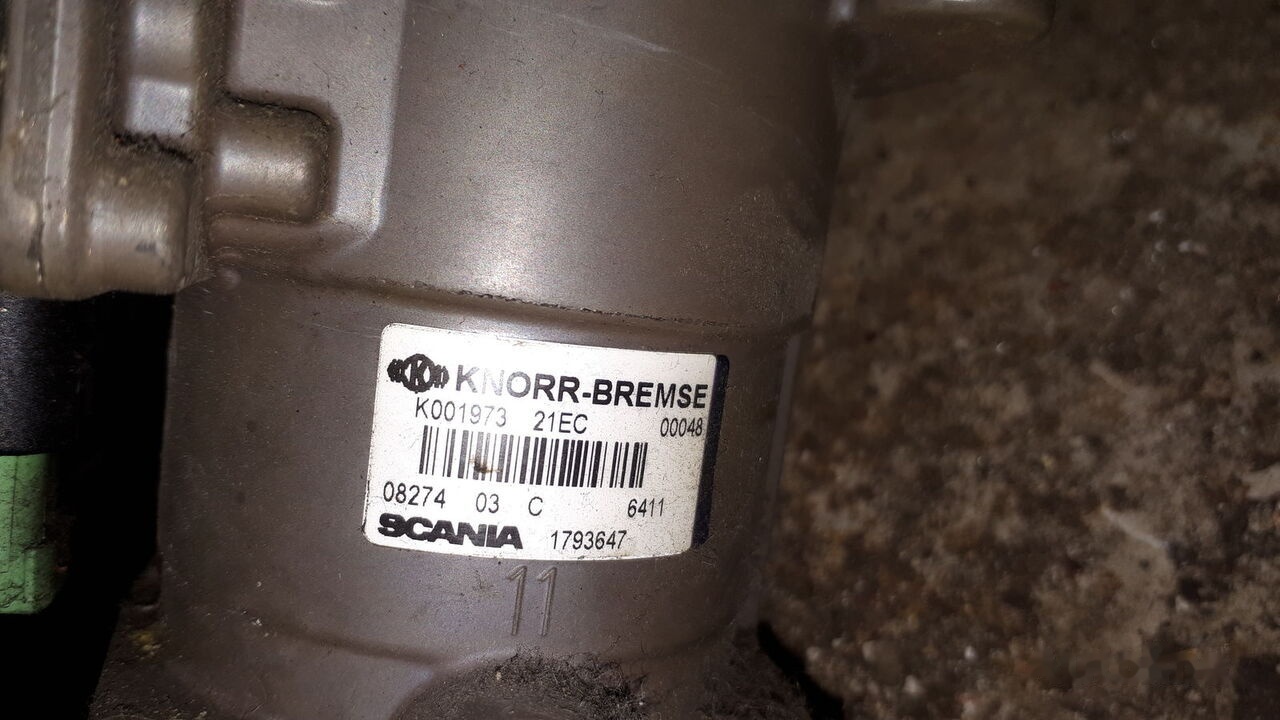 K KNORR-BREMSE
K001973 21EC 00048
08274 03 C 6411
SCANIA 1793647
11